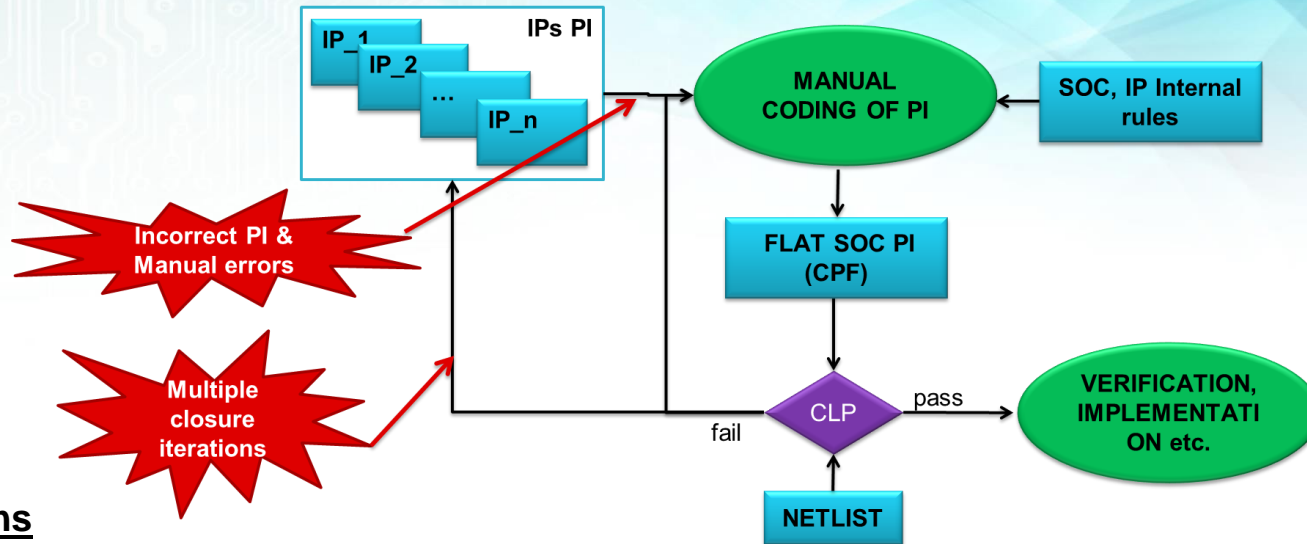 IPs PI
IP_1
IP_2
...
IP_n
MANUAL
CODING OF PI
SOC, IP Internal
rules
Incorrect PI &
Manual errors
FLAT SOC PI
(CPF)
Multiple
closure
iterations
CLP
pass
fail
VERIFICATION,
IMPLEMENTATI
ON etc.
NETLIST